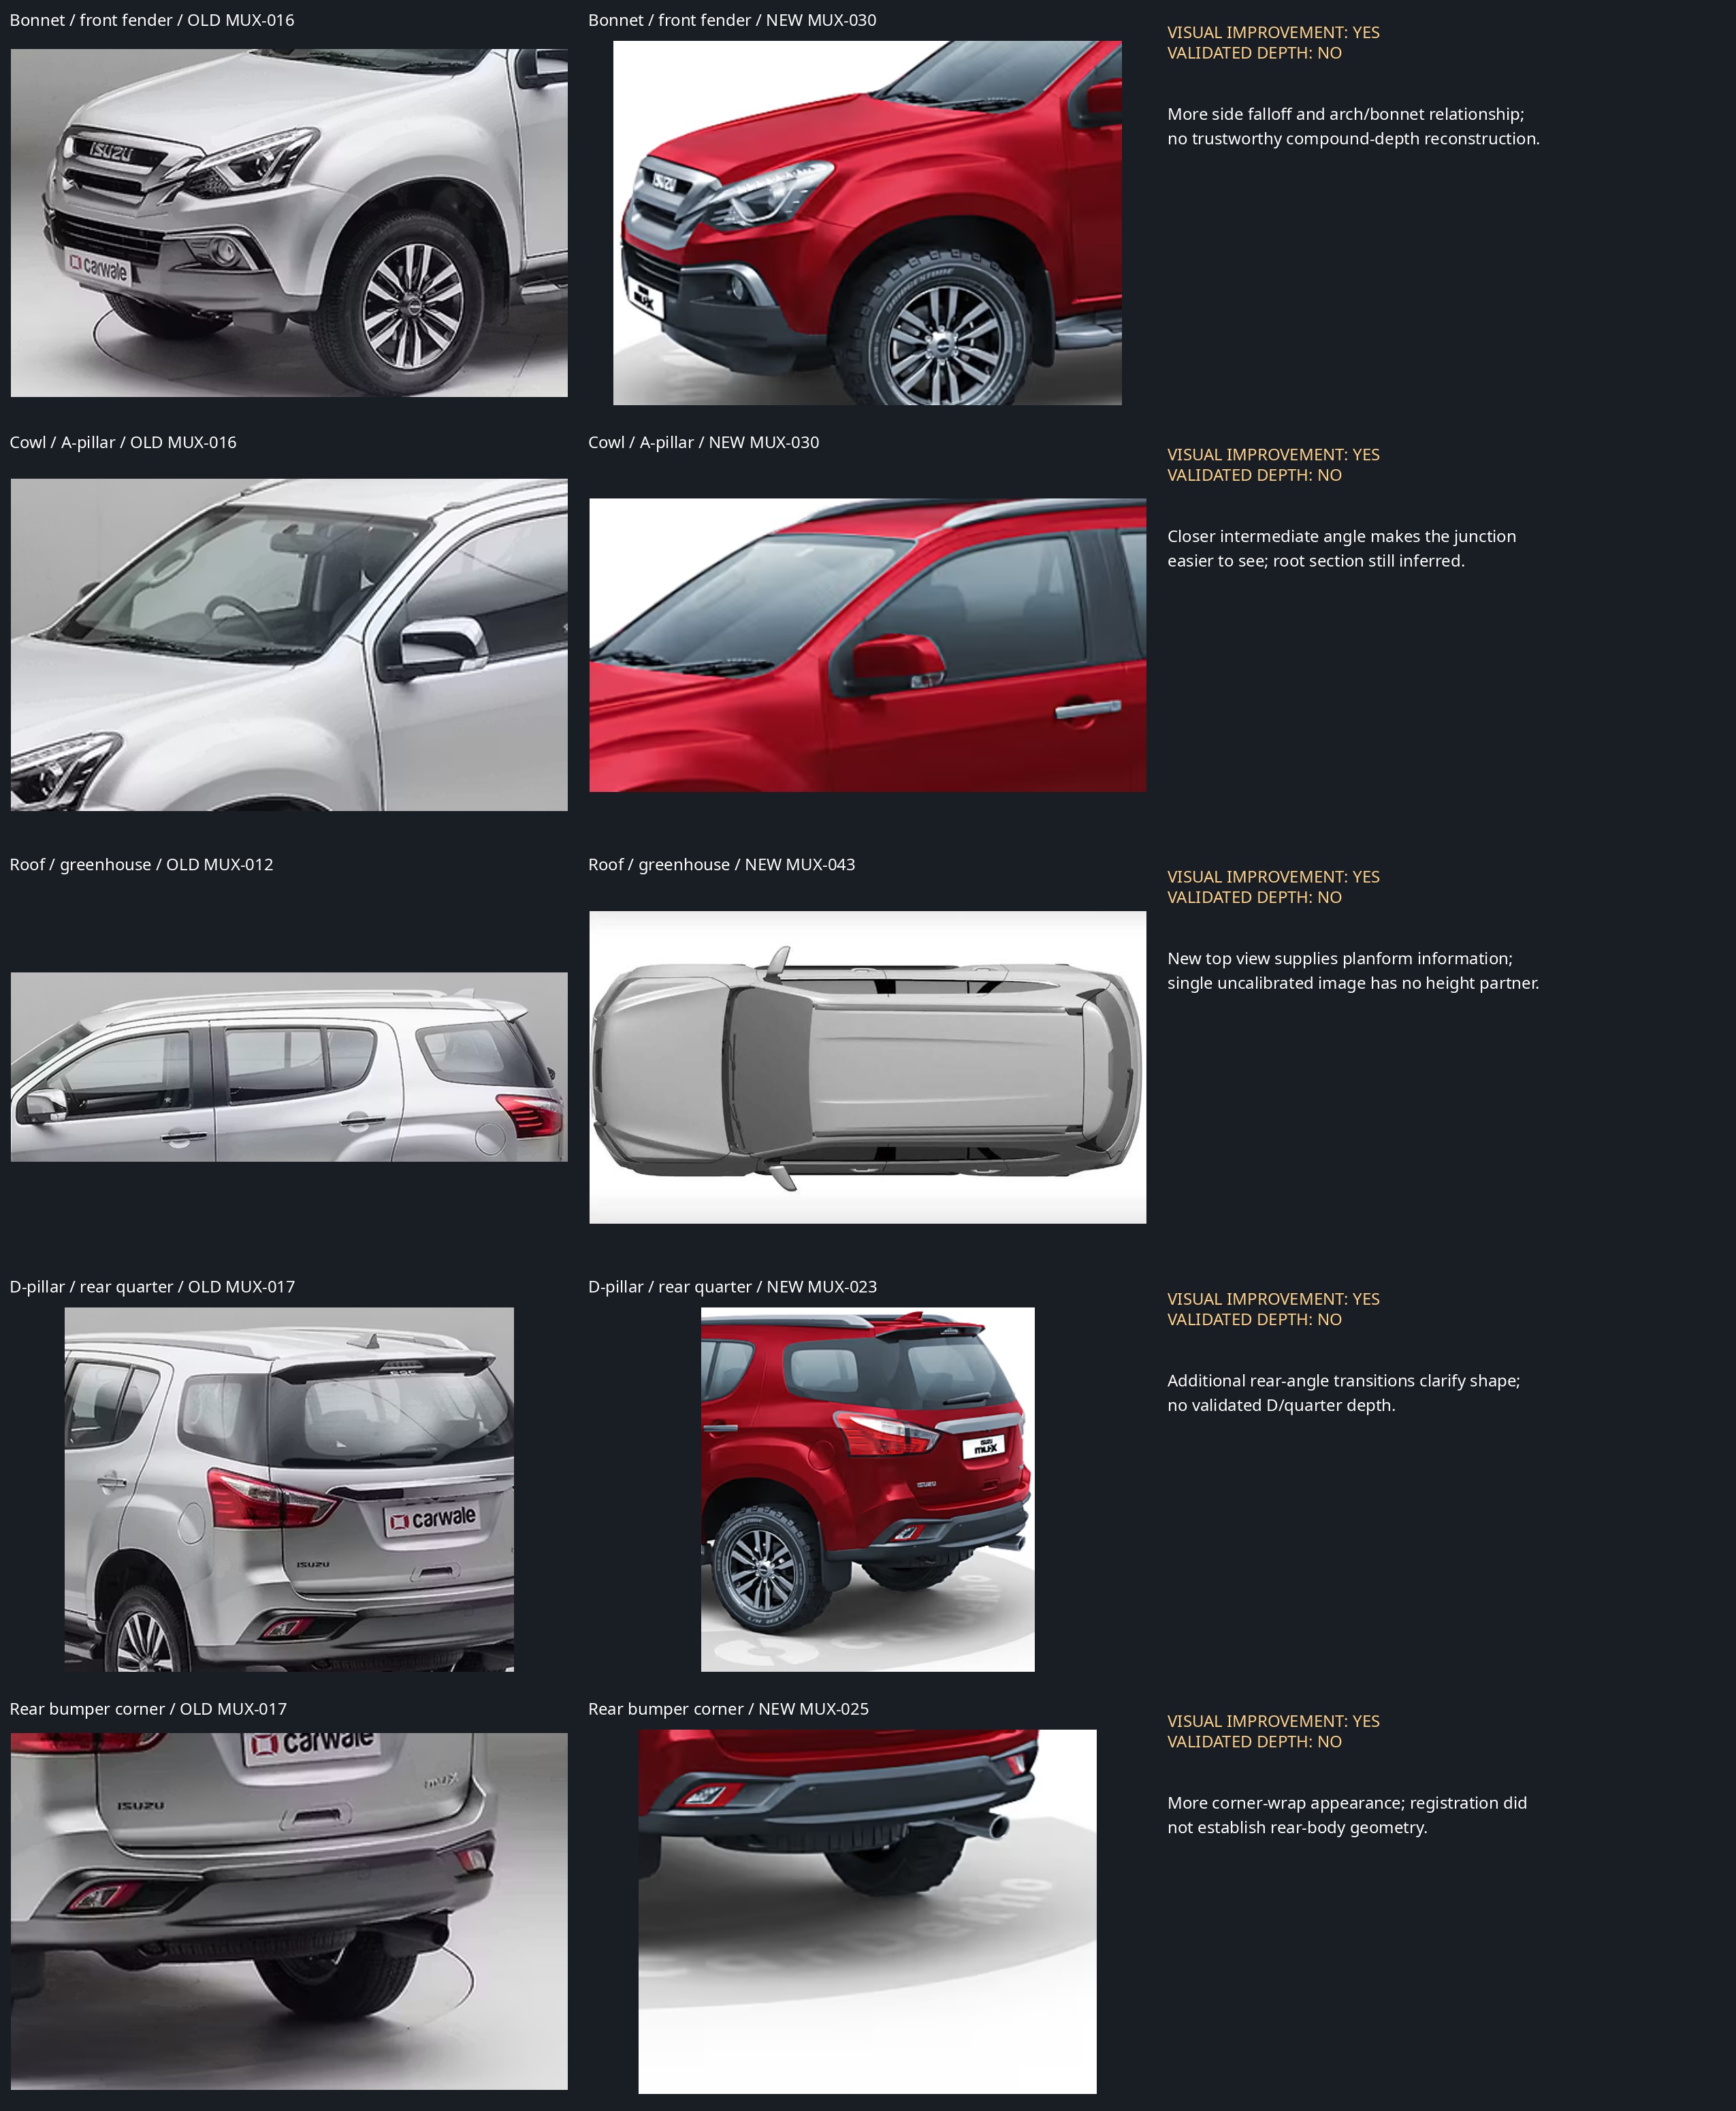 Bonnet / front fender / OLD MUX-016
Bonnet / front fender / NEW MUX-030
VISUAL IMPROVEMENT: YES
VALIDATED DEPTH: NO
More side falloff and arch/bonnet relationship;
no trustworthy compound-depth reconstruction.
ISUZU
carwale
ISUZU
MU-X
Cowl / A-pillar / OLD MUX-016
Cowl / A-pillar / NEW MUX-030
VISUAL IMPROVEMENT: YES
VALIDATED DEPTH: NO
Closer intermediate angle makes the junction
easier to see; root section still inferred.
Roof / greenhouse / OLD MUX-012
Roof / greenhouse / NEW MUX-043
VISUAL IMPROVEMENT: YES
VALIDATED DEPTH: NO
New top view supplies planform information;
single uncalibrated image has no height partner.
D-pillar / rear quarter / OLD MUX-017
D-pillar / rear quarter / NEW MUX-023
VISUAL IMPROVEMENT: YES
VALIDATED DEPTH: NO
Additional rear-angle transitions clarify shape;
no validated D/quarter depth.
carwale
ISUZU
MU-X
ISUZU
Rear bumper corner / OLD MUX-017
Rear bumper corner / NEW MUX-025
VISUAL IMPROVEMENT: YES
VALIDATED DEPTH: NO
More corner-wrap appearance; registration did
not establish rear-body geometry.
carwale
MU-X
ISUZU